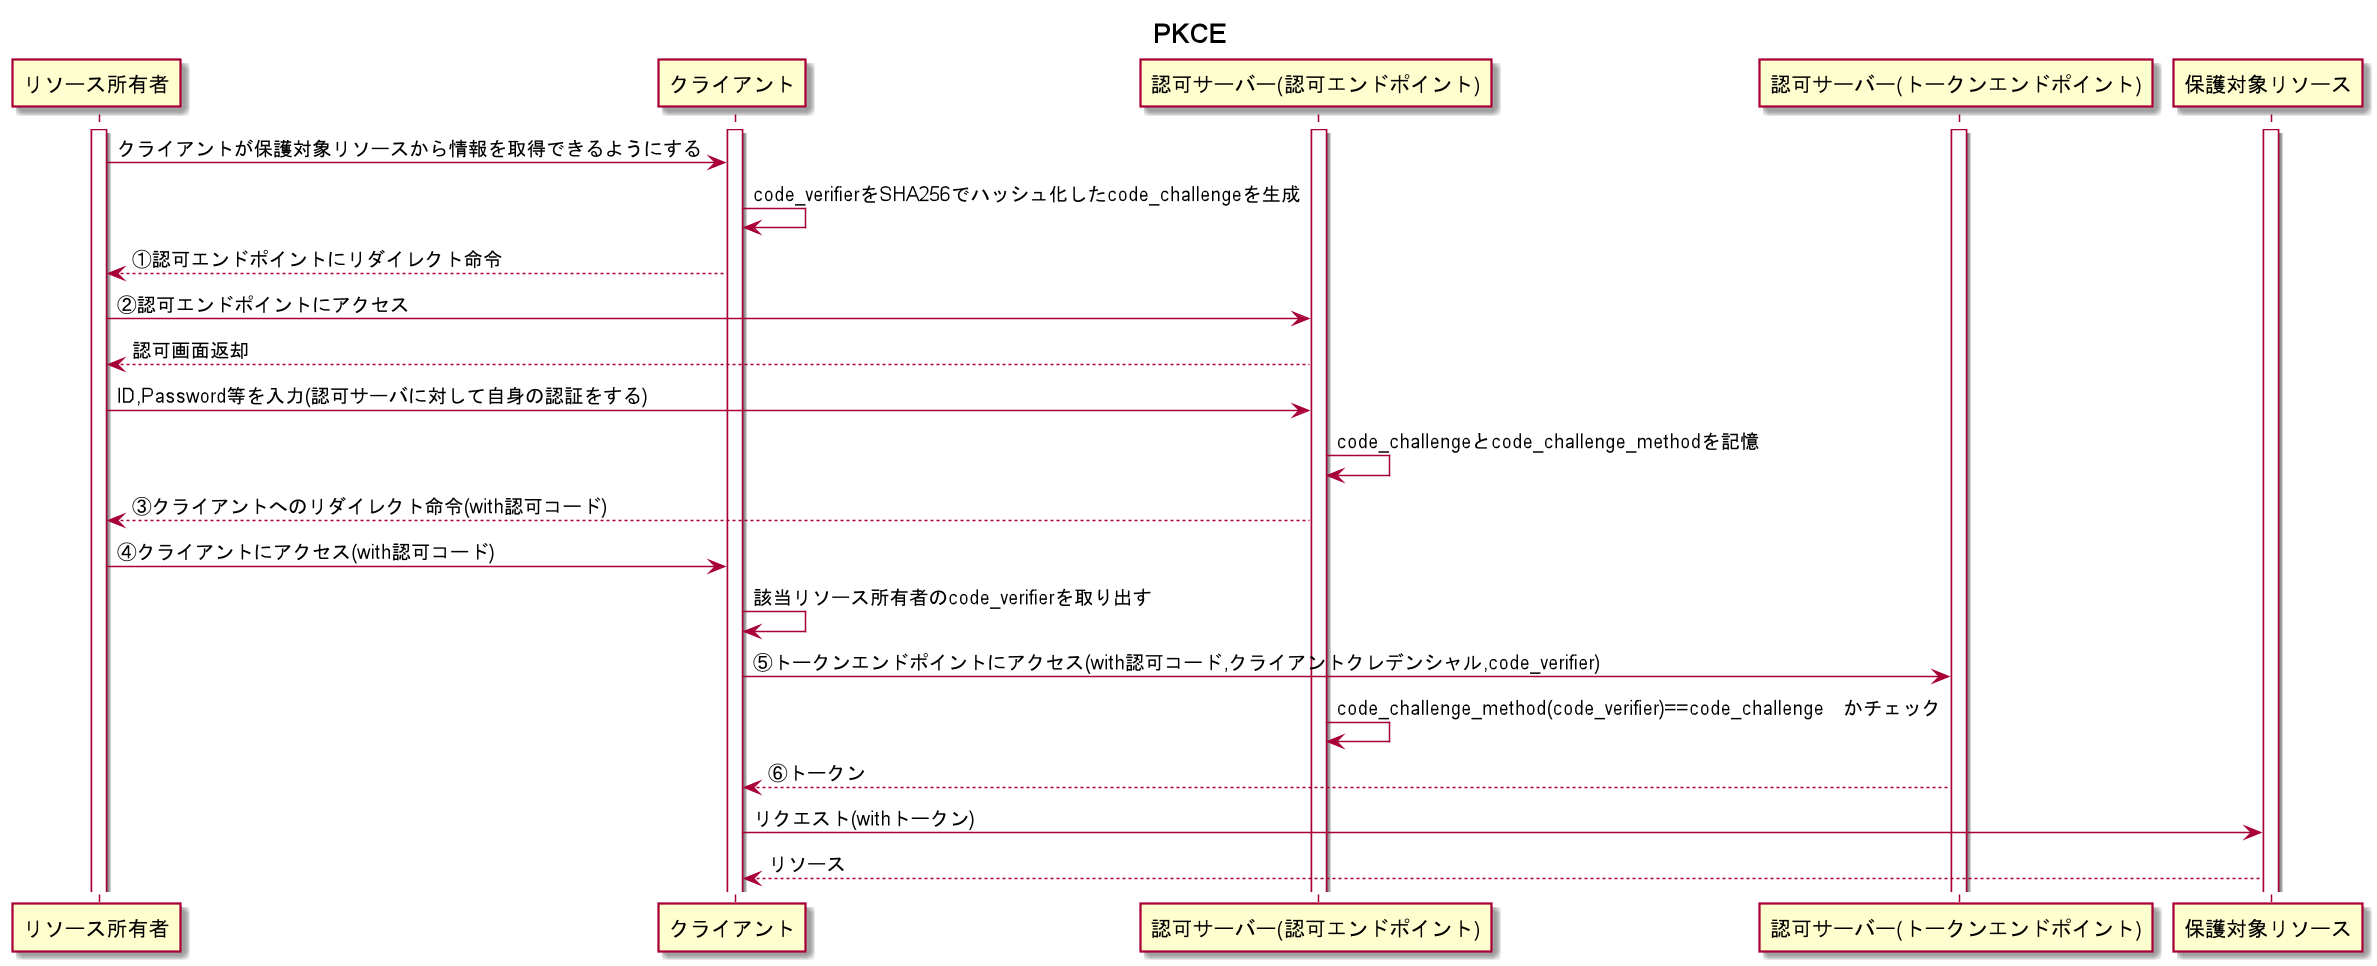 PKCE
リソース所有者
クライアント
認可サーバー(認可エンドポイント)
認可サーバー(トークンエンドポイント)
保護対象リソース
クライアントが保護対象リソースから情報を取得できるようにする
code_verifierをSHA256でハッシュ化したcode_challengeを生成
①認可エンドポイントにリダイレクト命令
②認可エンドポイントにアクセス
認可画面返却
ID,Password等を入力(認可サーバに対して自身の認証をする)
code_challengeとcode_challenge_methodを記憶
③クライアントへのリダイレクト命令(with認可コード)
④クライアントにアクセス(with認可コード)
該当リソース所有者のcode_verifierを取り出す
⑤トークンエンドポイントにアクセス(with認可コード,クライアントクレデンシャル,code_verifier)
code_challenge_method(code_verifier)==code_challenge　かチェック
⑥トークン
リクエスト(withトークン)
リソース
リソース所有者
クライアント
認可サーバー(認可エンドポイント)
認可サーバー(トークンエンドポイント)
保護対象リソース